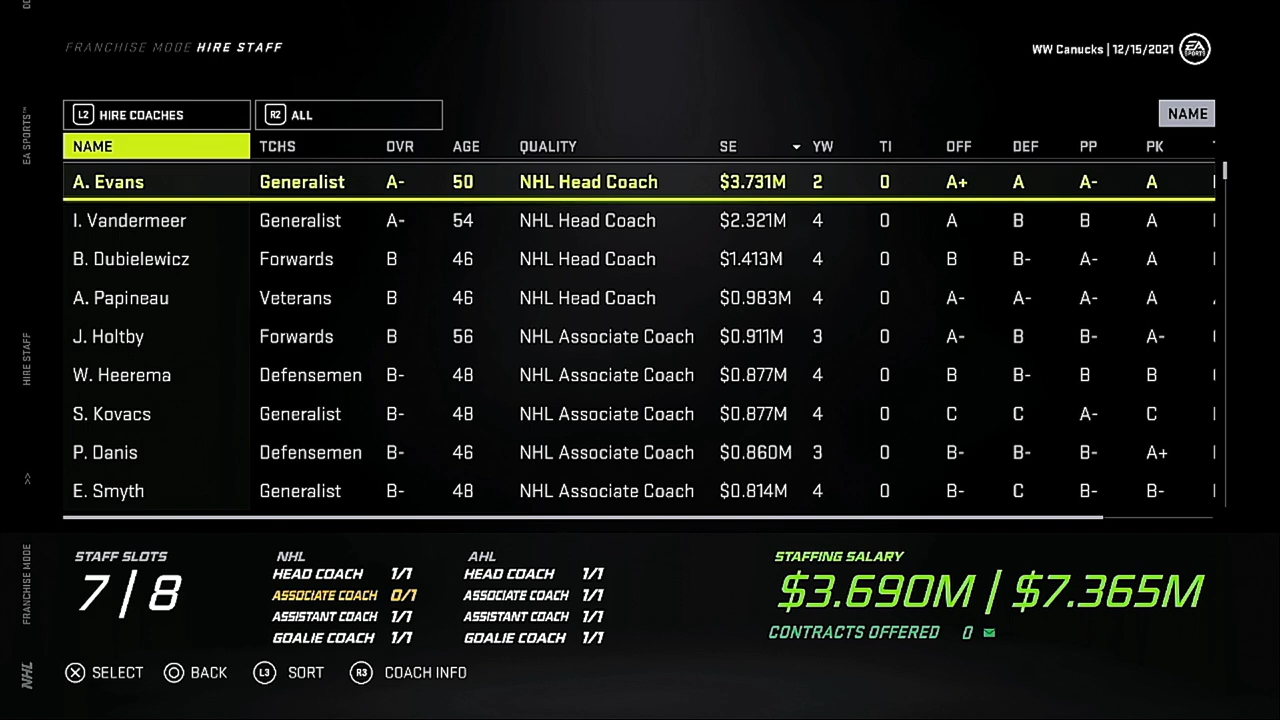 FRANCHISE MODE HIRE STAFF
WW Canucks | 12/15/2021 EA SPORTS
L2 HIRE COACHES R2 ALL NAME
NAME TCHS OVR AGE QUALITY SE YW TI OFF DEF PP PK
A. Evans Generalist A- 50 NHL Head Coach $3.731M 2 0 A+ A A- A
I. Vandermeer Generalist A- 54 NHL Head Coach $2.321M 4 0 A B B A
B. Dubielewicz Forwards B 46 NHL Head Coach $1.413M 4 0 B B- A- A
A. Papineau Veterans B 46 NHL Head Coach $0.983M 4 0 A- A- A- A
J. Holtby Forwards B 56 NHL Associate Coach $0.911M 3 0 A- B B- A-
W. Heerema Defensemen B- 48 NHL Associate Coach $0.877M 4 0 B B- B B
S. Kovacs Generalist B- 48 NHL Associate Coach $0.877M 4 0 C C A- C
P. Danis Defensemen B- 46 NHL Associate Coach $0.860M 3 0 B- B- B- A+
E. Smyth Generalist B- 48 NHL Associate Coach $0.814M 4 0 B- C B- B-
STAFF SLOTS
7 | 8
NHL
HEAD COACH 1/1
ASSOCIATE COACH 0/1
ASSISTANT COACH 1/1
GOALIE COACH 1/1
AHL
HEAD COACH 1/1
ASSOCIATE COACH 1/1
ASSISTANT COACH 1/1
GOALIE COACH 1/1
STAFFING SALARY
$3.690M | $7.365M
CONTRACTS OFFERED 0
SELECT BACK L3 SORT R3 COACH INFO
NHL FRANCHISE MODE >> HIRE STAFF EA SPORTS™